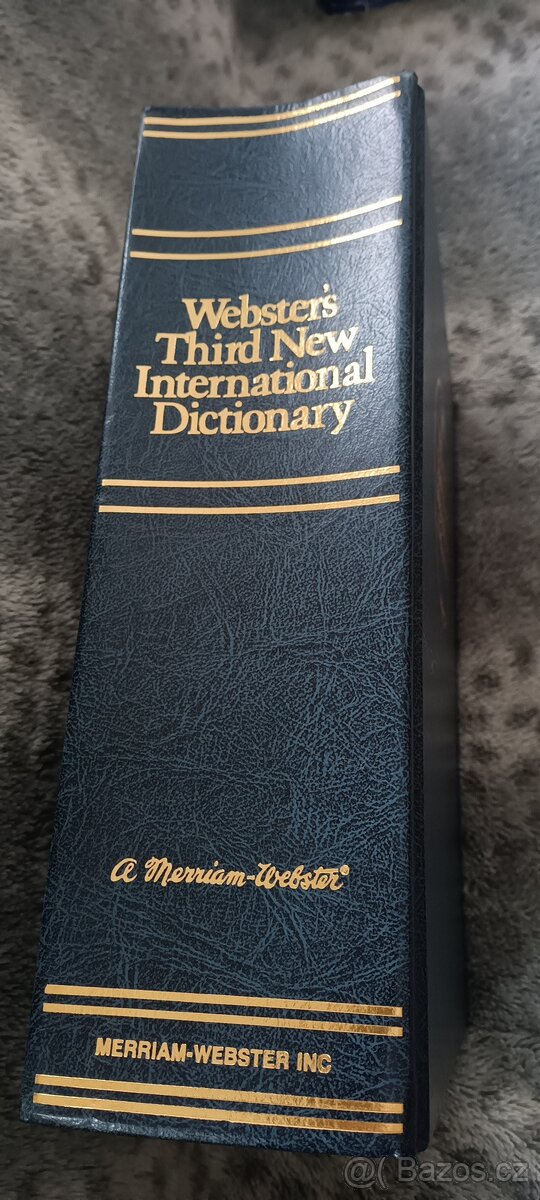 Webster's
Third New
International
Dictionary
A Merriam-Webster®
MERRIAM-WEBSTER INC
@( Bazos.cz